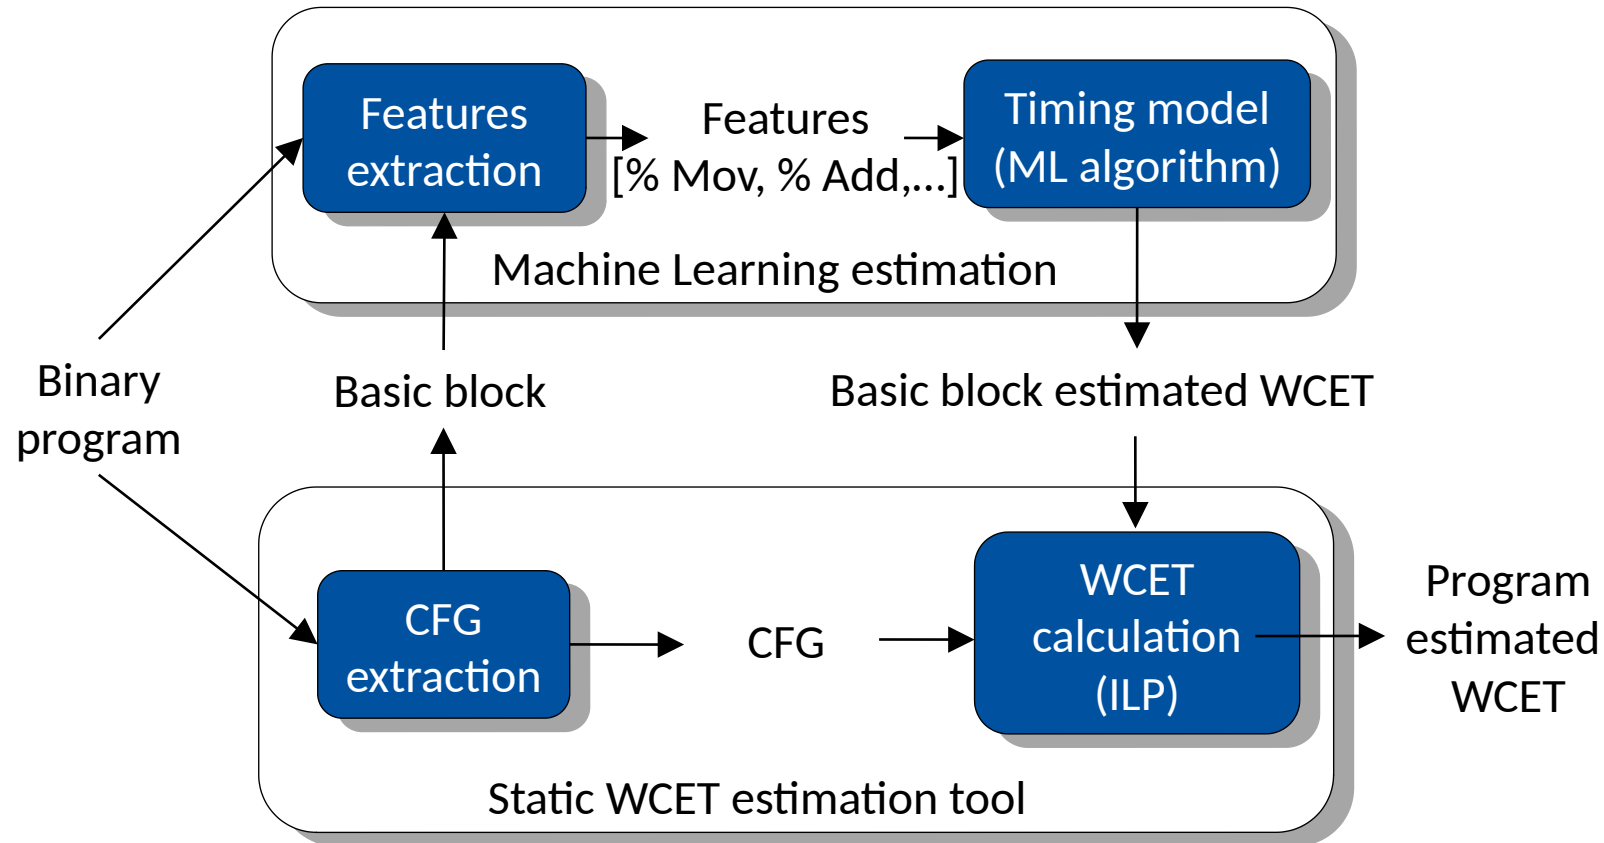 Features
extraction
Features
[% Mov, % Add,...]
Timing model
(ML algorithm)
Machine Learning estimation
Binary
program
Basic block
Basic block estimated WCET
CFG
extraction
CFG
WCET
calculation
(ILP)
Program
estimated
WCET
Static WCET estimation tool